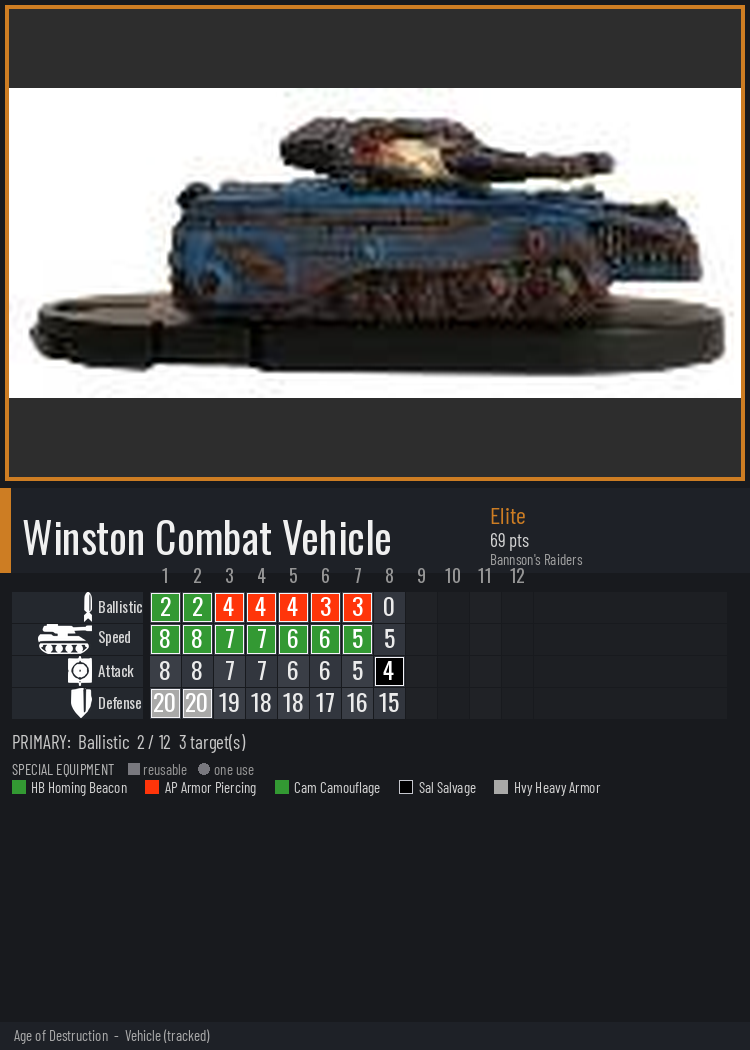 Winston Combat Vehicle
Elite
69 pts
Bannson's Raiders
1 2 3 4 5 6 7 8 9 10 11 12
Ballistic 2 2 4 4 4 3 3 0
Speed 8 8 7 7 6 6 5 5
Attack 8 8 7 7 6 6 5 4
Defense 20 20 19 18 18 17 16 15
PRIMARY: Ballistic 2 / 12 3 target(s)
SPECIAL EQUIPMENT reusable one use
HB Homing Beacon AP Armor Piercing Cam Camouflage Sal Salvage Hvy Heavy Armor
Age of Destruction - Vehicle (tracked)